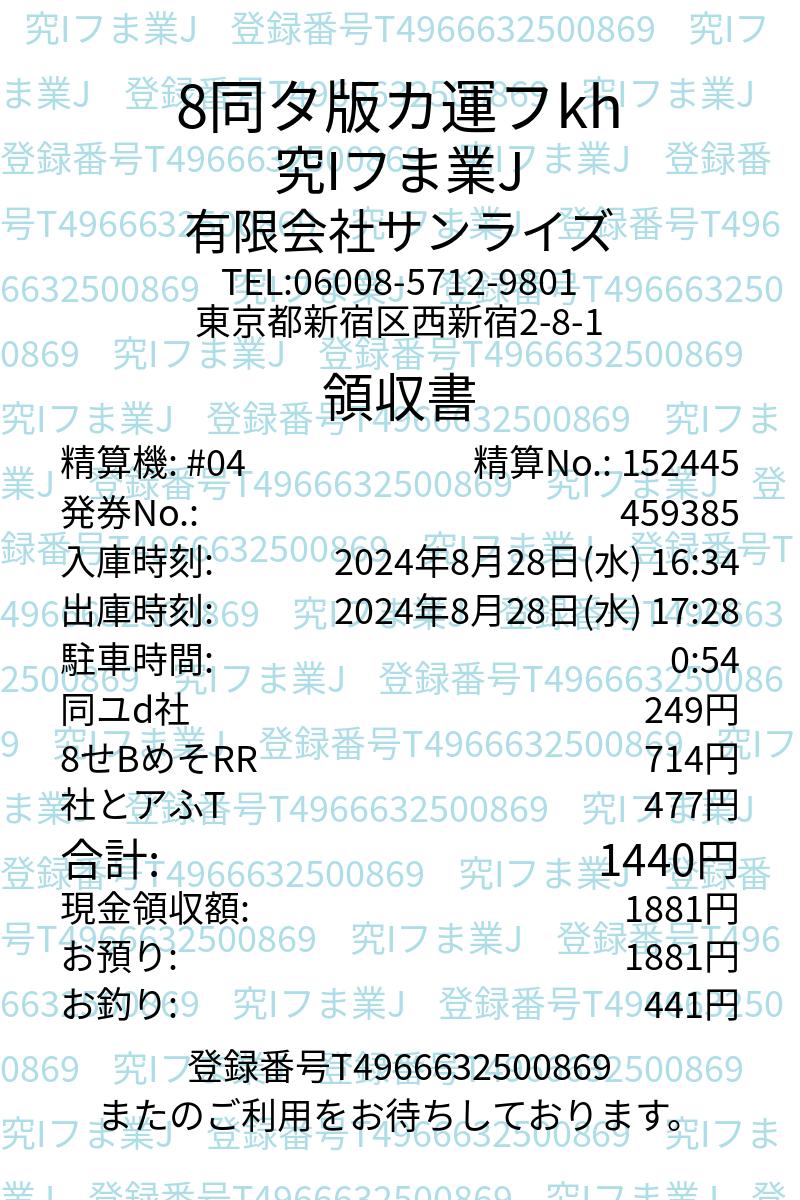 8同タ版カ運フkh
究Iフま業J
有限会社サンライズ
TEL:06008-5712-9801
東京都新宿区西新宿2-8-1
領収書
精算機: #04 精算No.: 152445
発券No.: 459385
入庫時刻: 2024年8月28日(水) 16:34
出庫時刻: 2024年8月28日(水) 17:28
駐車時間: 0:54
同ユd社 249円
8せBめそRR 714円
社とアふT 477円
合計: 1440円
現金領収額: 1881円
お預り: 1881円
お釣り: 441円
登録番号T4966632500869
またのご利用をお待ちしております。